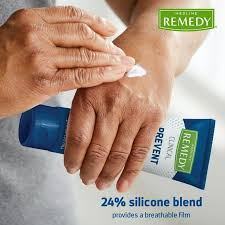 MEDLINE
REMEDY
REMEDY
CLINICAL
PREVENT
24% silicone blend
provides a breathable film